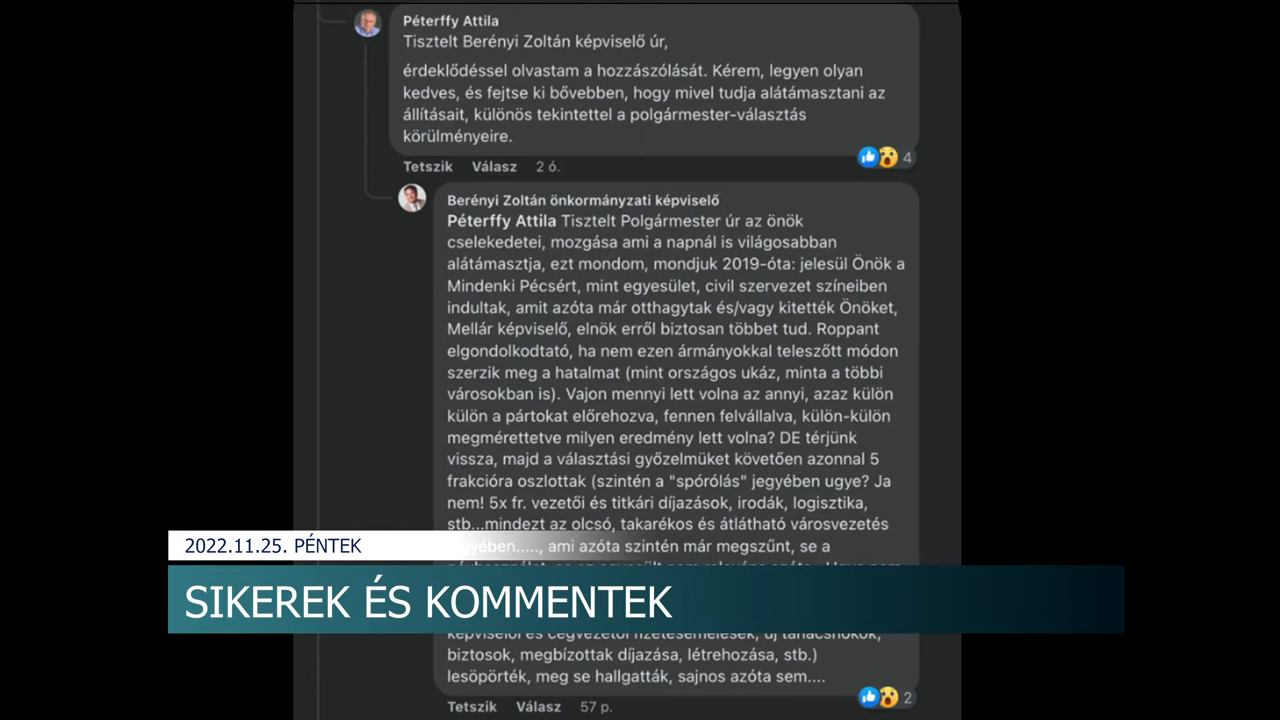 Péterffy Attila
Tisztelt Berényi Zoltán képviselő úr,
érdeklődéssel olvastam a hozzászólását. Kérem, legyen olyan
kedves, és fejtse ki bővebben, hogy mivel tudja alátámasztani az
állításait, különös tekintettel a polgármester-választás
körülményeire.
4
Tetszik Válasz 2 ó.
Berényi Zoltán önkormányzati képviselő
Péterffy Attila Tisztelt Polgármester úr az önök
cselekedetei, mozgása ami a napnál is világosabban
alátámasztja, ezt mondom, mondjuk 2019-óta: jelesül Önök a
Mindenki Pécsért, mint egyesület, civil szervezet színeiben
indultak, amit azóta már otthagytak és/vagy kitették Önöket,
Mellár képviselő, elnök erről biztosan többet tud. Roppant
elgondolkodtató, ha nem ezen ármányokkal teleszőtt módon
szerzik meg a hatalmat (mint országos ukáz, minta a többi
városokban is). Vajon mennyi lett volna az annyi, azaz külön
külön a pártokat előrehozva, fennen felvállalva, külön-külön
megmérettetve milyen eredmény lett volna? DE térjünk
vissza, majd a választási győzelmüket követően azonnal 5
frakcióra oszlottak (szintén a "spórólás" jegyében ugye? Ja
nem! 5x fr. vezetői és titkári díjazások, irodák, logisztika,
stb...mindezt az olcsó, takarékos és átlátható városvezetés
....., ami azóta szintén már megszűnt, se a
2022.11.25. PÉNTEK
SIKEREK ÉS KOMMENTEK
képviselői és cégvezetői fizetésemelések, új tanácsnokok,
biztosok, megbízottak díjazása, létrehozása, stb.)
lesöpörték, meg se hallgatták, sajnos azóta sem....
2
Tetszik Válasz 57 p.